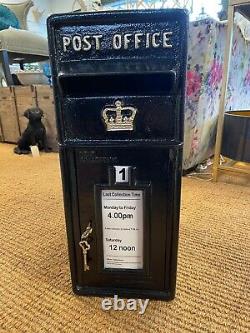 POST OFFICE
1
Last Collection Time
Monday to Friday
4.00pm
Saturday
12 noon